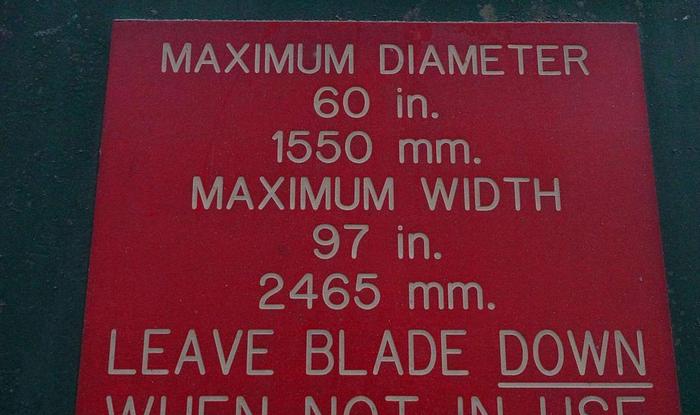 MAXIMUM DIAMETER
60 in.
1550 mm.
MAXIMUM WIDTH
97 in.
2465 mm.
LEAVE BLADE DOWN
WHEN NOT IN USE